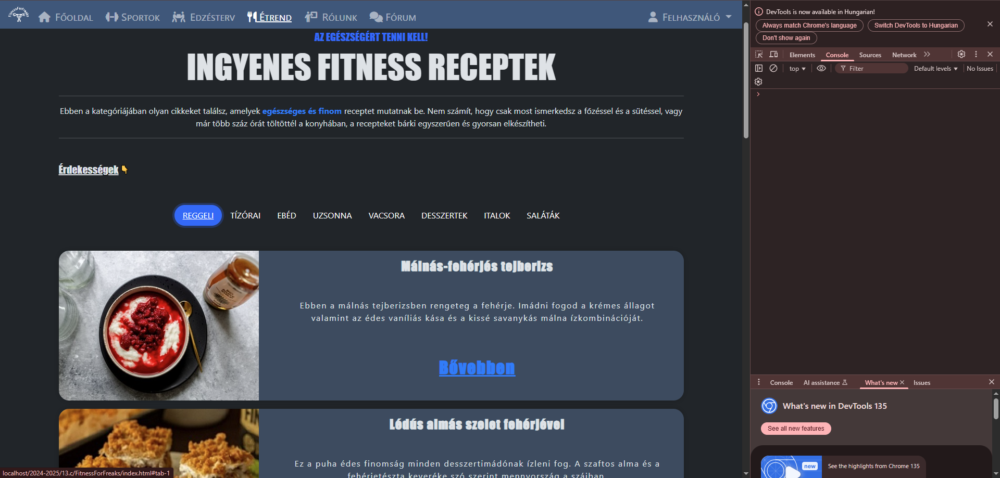 FitnessForFreaks
Főoldal
Sportok
Edzésterv
Étrend
Rólunk
Fórum
Felhasználó
AZ EGÉSZSÉGÉRT TENNI KELL!
INGYENES FITNESS RECEPTEK
Ebben a kategóriájában olyan cikkeket találsz, amelyek egészséges és finom receptet mutatnak be. Nem számít, hogy csak most ismerkedsz a főzéssel és a sütéssel, vagy
már több száz órát töltöttél a konyhában, a recepteket bárki egyszerűen és gyorsan elkészítheti.
Érdekességek
REGGELI
TÍZÓRAI
EBÉD
UZSONNA
VACSORA
DESSZERTEK
ITALOK
SALÁTÁK
Málnás-fehérjés tejberizs
Ebben a málnás tejberizsben rengeteg a fehérje. Imádni fogod a krémes állagot
valamint az édes vaníliás kása és a kissé savanykás málna ízkombinációját.
Bővebben
Lédús almás szelet fehérjével
Ez a puha édes finomság minden desszertimádónak ízleni fog. A szaftos alma és a
fehérjetészta keveréke szó szerint mennyország a szájban.
localhost/2024-2025/13.c/FitnessForFreaks/index.html#tab-1
DevTools is now available in Hungarian!
Always match Chrome's language
Switch DevTools to Hungarian
Don't show again
Elements
Console
Sources
Network
top
Filter
Default levels
No Issues
Console
AI assistance
What's new
Issues
What's new in DevTools 135
See all new features
new
See the highlights from Chrome 135